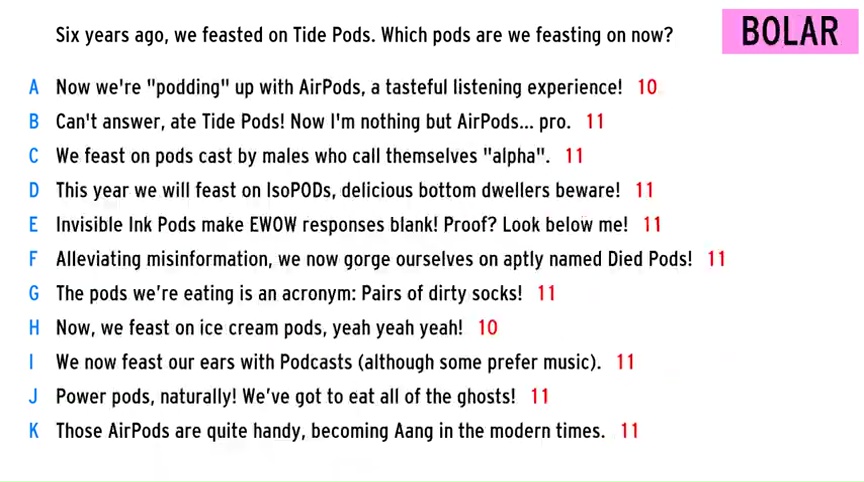 Six years ago, we feasted on Tide Pods. Which pods are we feasting on now?
BOLAR
A Now we're "podding" up with AirPods, a tasteful listening experience! 10
B Can't answer, ate Tide Pods! Now I'm nothing but AirPods... pro. 11
C We feast on pods cast by males who call themselves "alpha". 11
D This year we will feast on IsoPODs, delicious bottom dwellers beware! 11
E Invisible Ink Pods make EWOW responses blank! Proof? Look below me! 11
F Alleviating misinformation, we now gorge ourselves on aptly named Died Pods! 11
G The pods we’re eating is an acronym: Pairs of dirty socks! 11
H Now, we feast on ice cream pods, yeah yeah yeah! 10
I We now feast our ears with Podcasts (although some prefer music). 11
J Power pods, naturally! We’ve got to eat all of the ghosts! 11
K Those AirPods are quite handy, becoming Aang in the modern times. 11